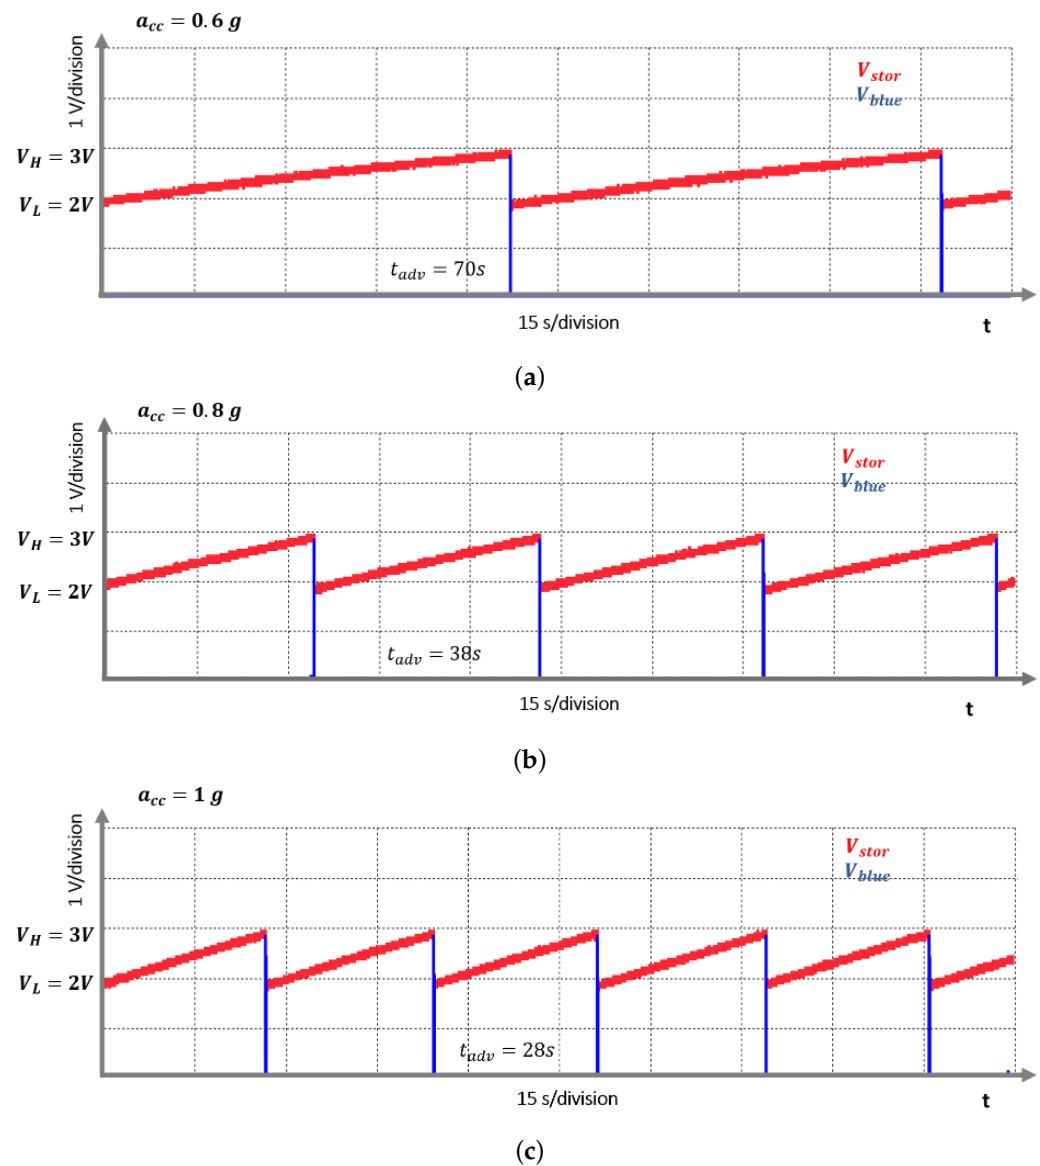 a_cc = 0.6 g
1 V/division
V_stor
V_blue
V_H = 3V
V_L = 2V
t_adv = 70s
15 s/division
t
(a)
a_cc = 0.8 g
1 V/division
V_stor
V_blue
V_H = 3V
V_L = 2V
t_adv = 38s
15 s/division
t
(b)
a_cc = 1 g
1 V/division
V_stor
V_blue
V_H = 3V
V_L = 2V
t_adv = 28s
15 s/division
t
(c)